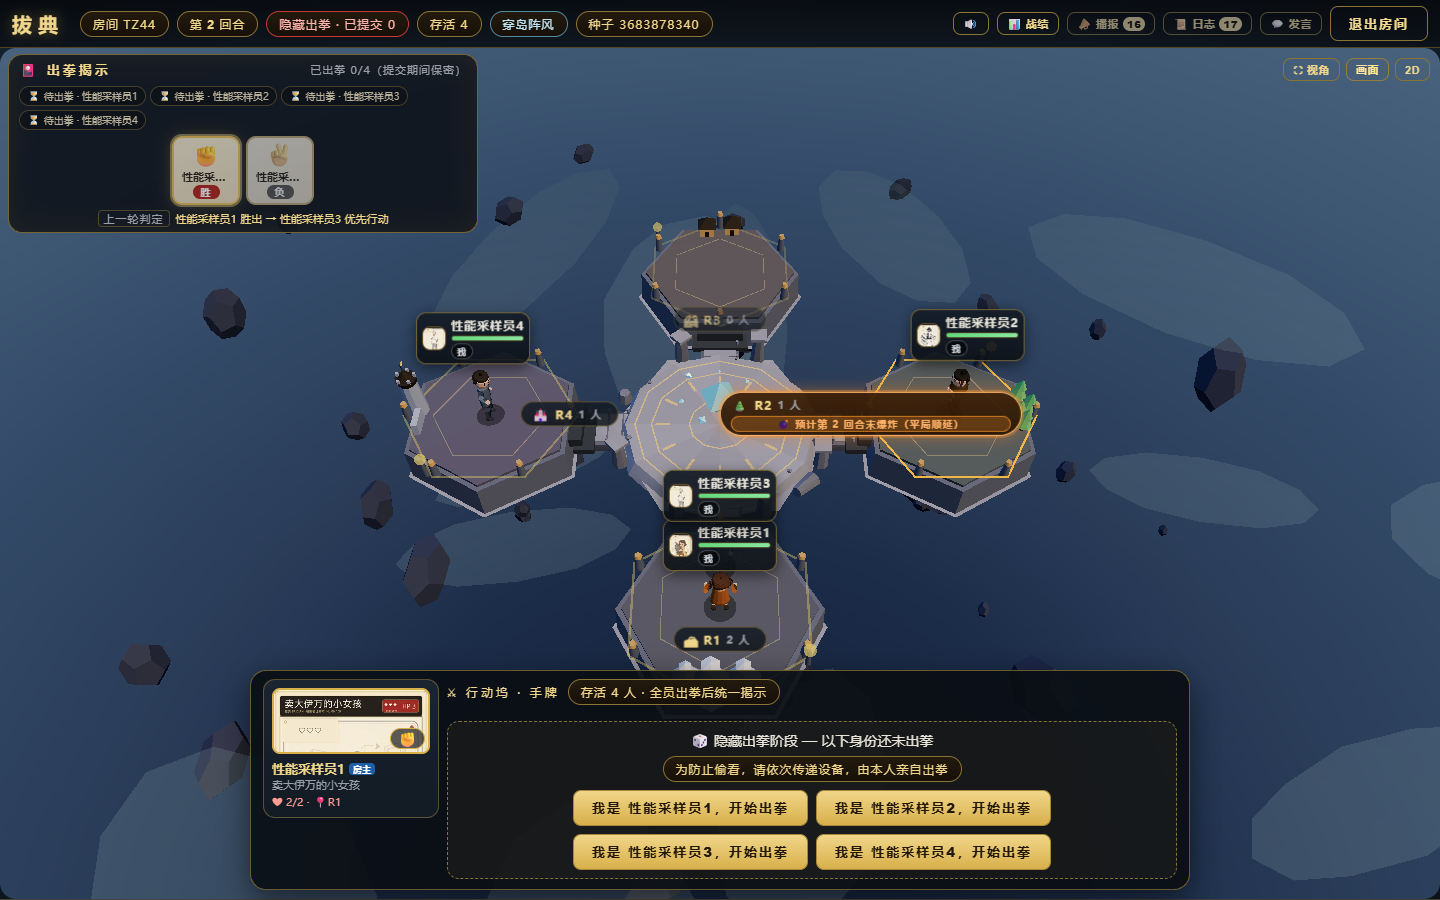 拔典
房间 TZ44
第 2 回合
隐藏出拳 · 已提交 0
存活 4
穿岛阵风
种子 3683878340
战绩
播报 16
日志 17
发言
退出房间
出拳揭示
已出拳 0/4（提交期间保密）
待出拳 · 性能采样员1
待出拳 · 性能采样员2
待出拳 · 性能采样员3
待出拳 · 性能采样员4
性能采...
胜
性能采...
负
上一轮判定 性能采样员1 胜出 → 性能采样员3 优先行动
视角
画面
2D
R3 0 人
性能采样员4
我
性能采样员2
我
R4 1 人
R2 1 人
预计第 2 回合末爆炸（平局顺延）
性能采样员3
我
性能采样员1
我
R1 2 人
卖大伊万的小女孩
性能采样员1 房主
卖大伊万的小女孩
2/2 · R1
行动坞 · 手牌
存活 4 人 · 全员出拳后统一揭示
隐藏出拳阶段 — 以下身份还未出拳
为防止偷看，请依次传递设备，由本人亲自出拳
我是 性能采样员1，开始出拳
我是 性能采样员2，开始出拳
我是 性能采样员3，开始出拳
我是 性能采样员4，开始出拳